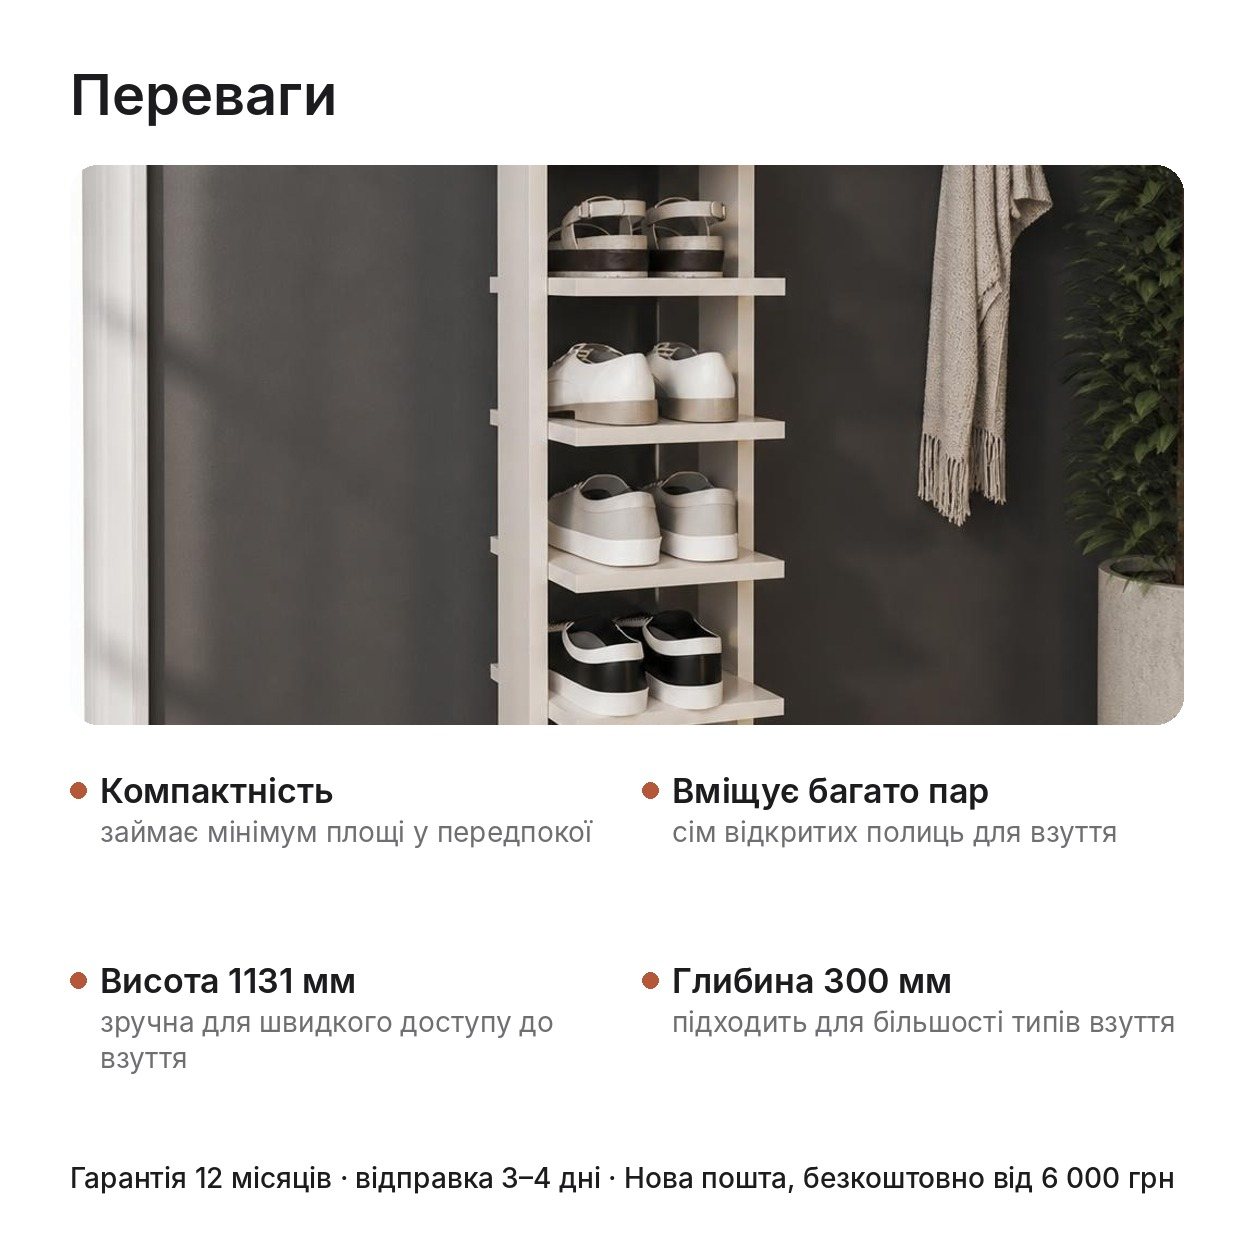 Переваги
Компактність
займає мінімум площі у передпокої
Вміщує багато пар
сім відкритих полиць для взуття
Висота 1131 мм
зручна для швидкого доступу до
взуття
Глибина 300 мм
підходить для більшості типів взуття
Гарантія 12 місяців · відправка 3–4 дні · Нова пошта, безкоштовно від 6 000 грн